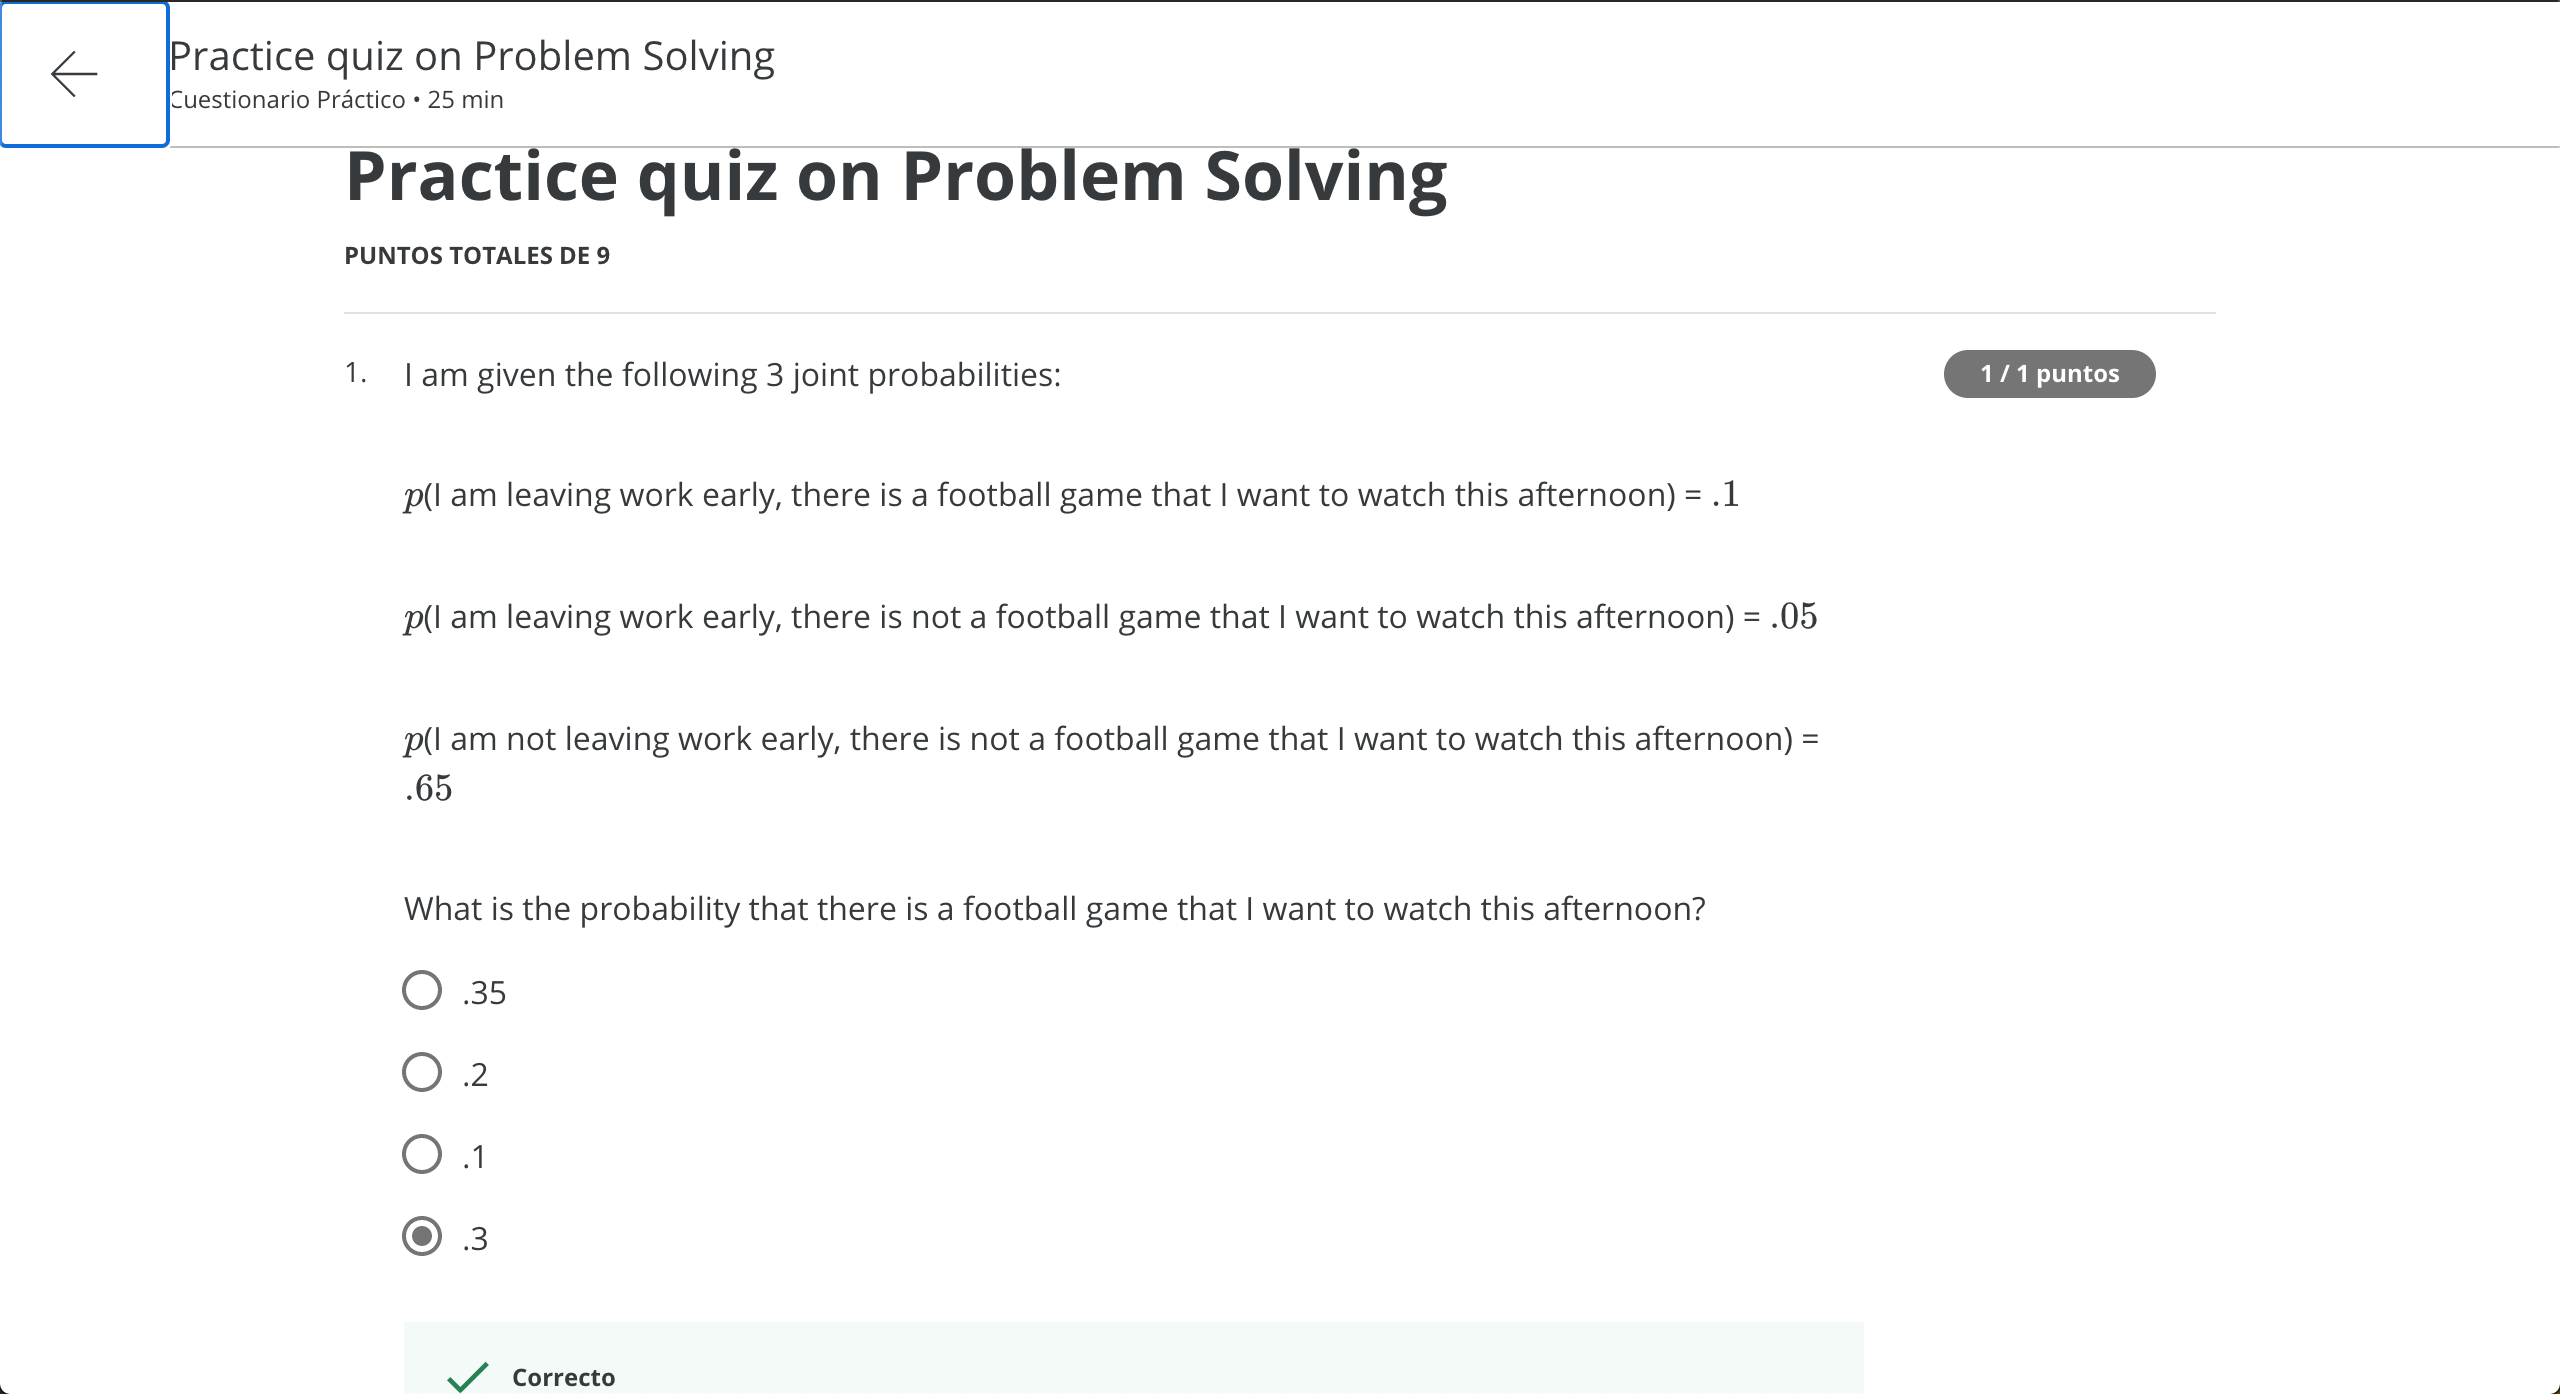 Practice quiz on Problem Solving
Cuestionario Práctico • 25 min
Practice quiz on Problem Solving
PUNTOS TOTALES DE 9
1. I am given the following 3 joint probabilities:
1 / 1 puntos
p(I am leaving work early, there is a football game that I want to watch this afternoon) = .1
p(I am leaving work early, there is not a football game that I want to watch this afternoon) = .05
p(I am not leaving work early, there is not a football game that I want to watch this afternoon) =
.65
What is the probability that there is a football game that I want to watch this afternoon?
.35
.2
.1
.3
Correcto